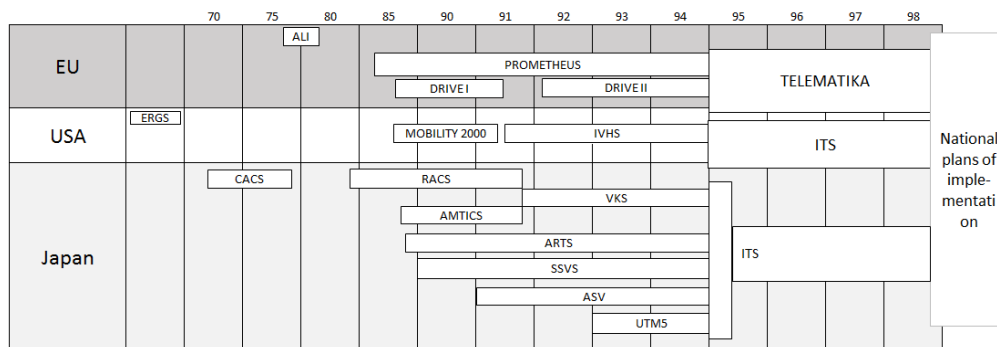 70 75 80 85 90 91 92 93 94 95 96 97 98
ALI
EU
PROMETHEUS
DRIVE I
DRIVE II
TELEMATIKA
ERGS
USA
MOBILITY 2000
IVHS
ITS
National
plans of
imple-
mentati
on
CACS
RACS
VKS
AMTICS
Japan
ARTS
ITS
SSVS
ASV
UTM5